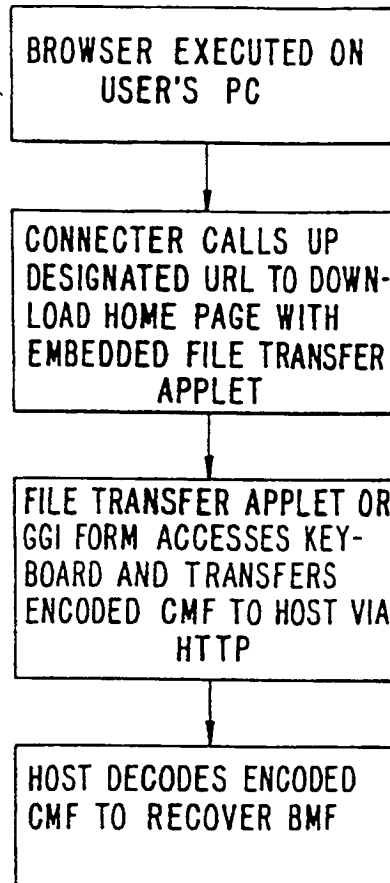 BROWSER EXECUTED ON
USER'S PC
CONNECTER CALLS UP
DESIGNATED URL TO DOWN-
LOAD HOME PAGE WITH
EMBEDDED FILE TRANSFER
APPLET
FILE TRANSFER APPLET OR
GGI FORM ACCESSES KEY-
BOARD AND TRANSFERS
ENCODED CMF TO HOST VIA
HTTP
HOST DECODES ENCODED
CMF TO RECOVER BMF